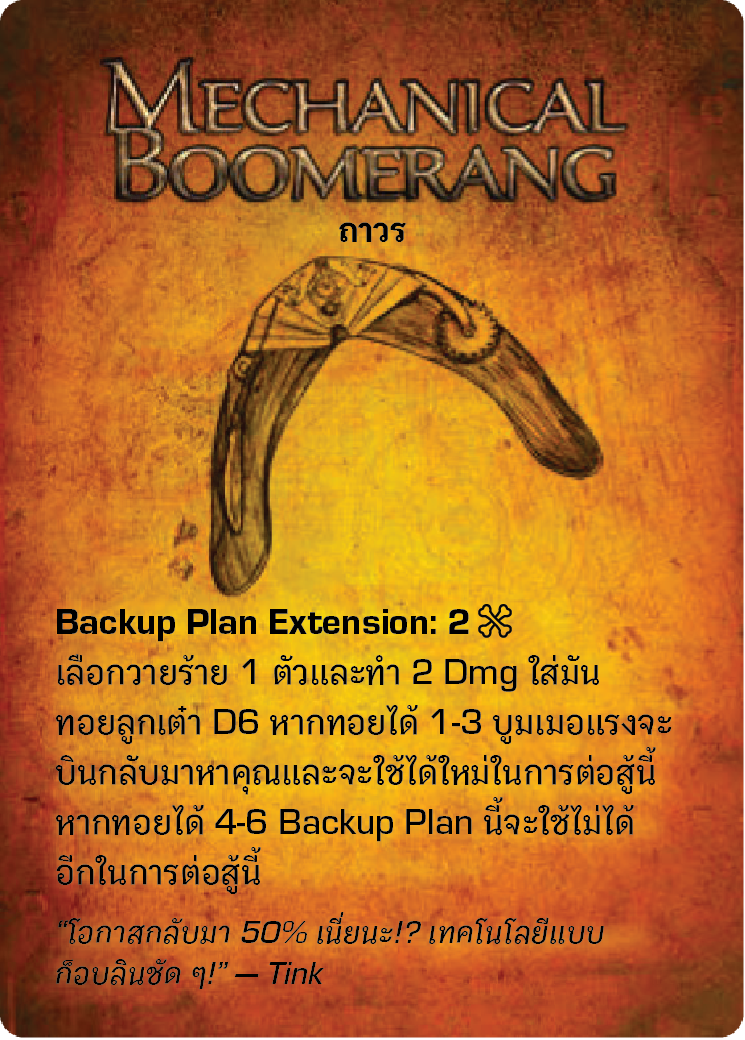 MECHANICAL
BOOMERANG
ถาวร
Backup Plan Extension: 2
เลือกวายร้าย 1 ตัวและทำ 2 Dmg ใส่มัน
ทอยลูกเต๋า D6 หากทอยได้ 1-3 บูมเมอแรงจะ
บินกลับมาหาคุณและจะใช้ได้ใหม่ในการต่อสู้นี้
หากทอยได้ 4-6 Backup Plan นี้จะใช้ไม่ได้
อีกในการต่อสู้นี้
“โอกาสกลับมา 50% เนี่ยนะ!? เทคโนโลยีแบบ
ก็อบลินชัด ๆ!” — Tink